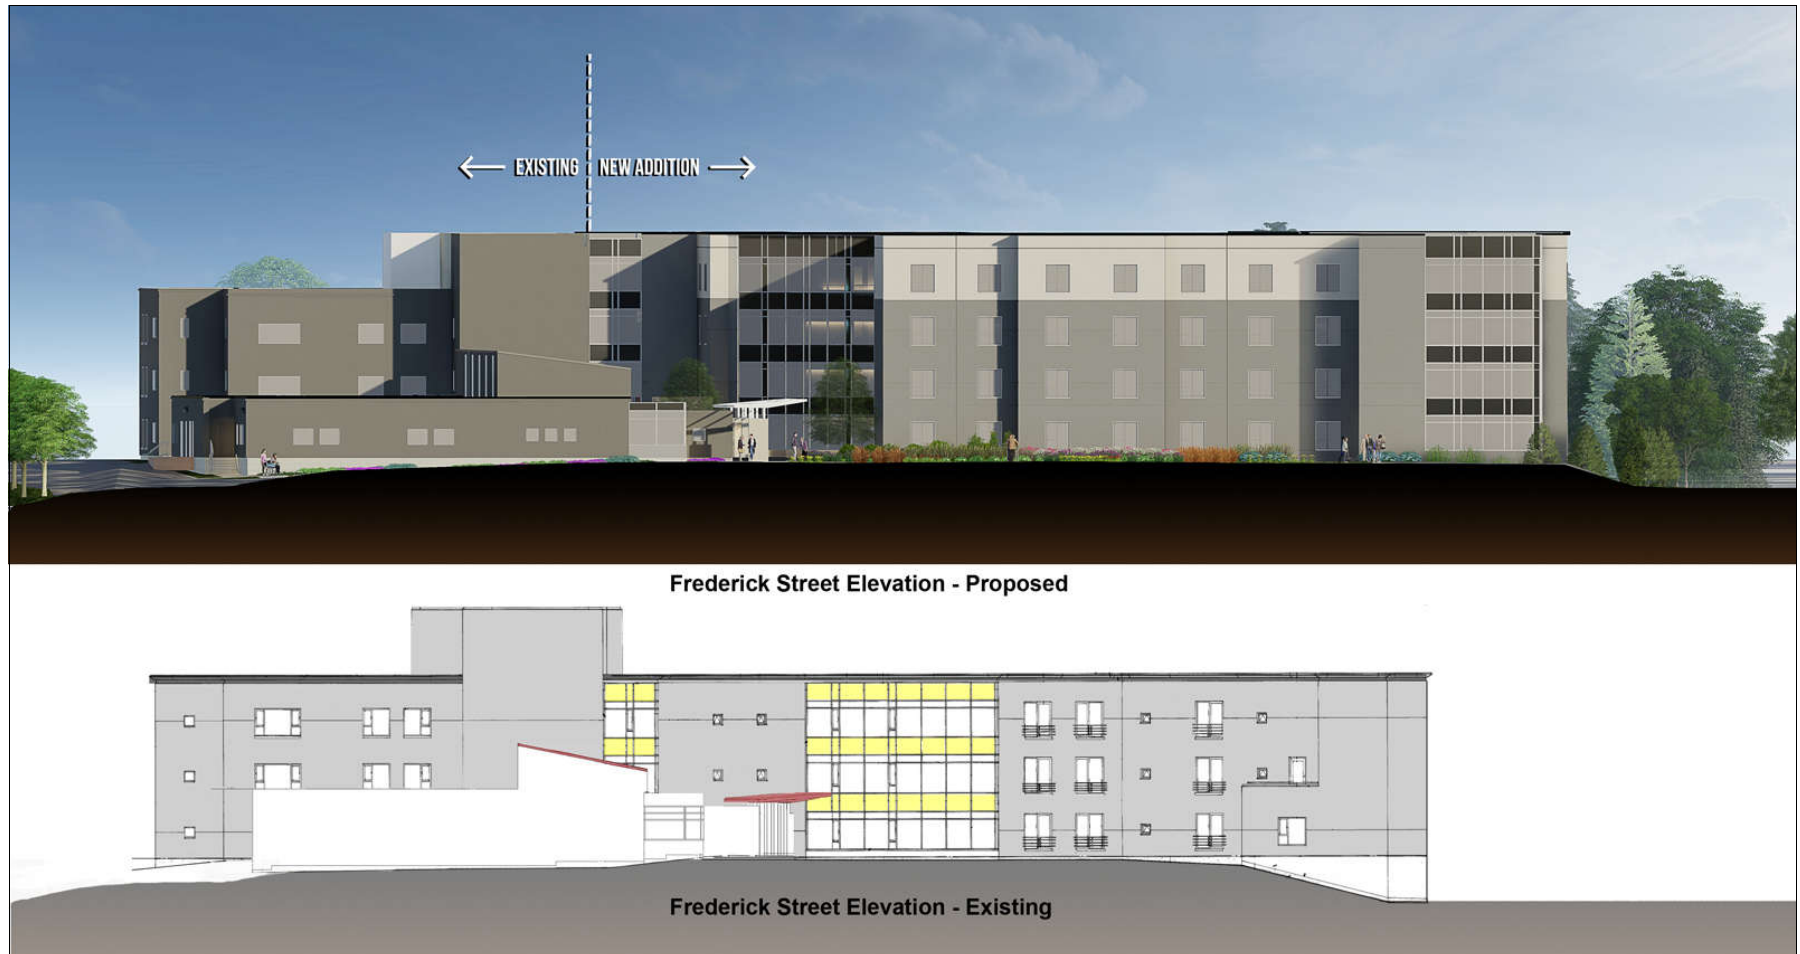 EXISTING NEW ADDITION
Frederick Street Elevation - Proposed
Frederick Street Elevation - Existing